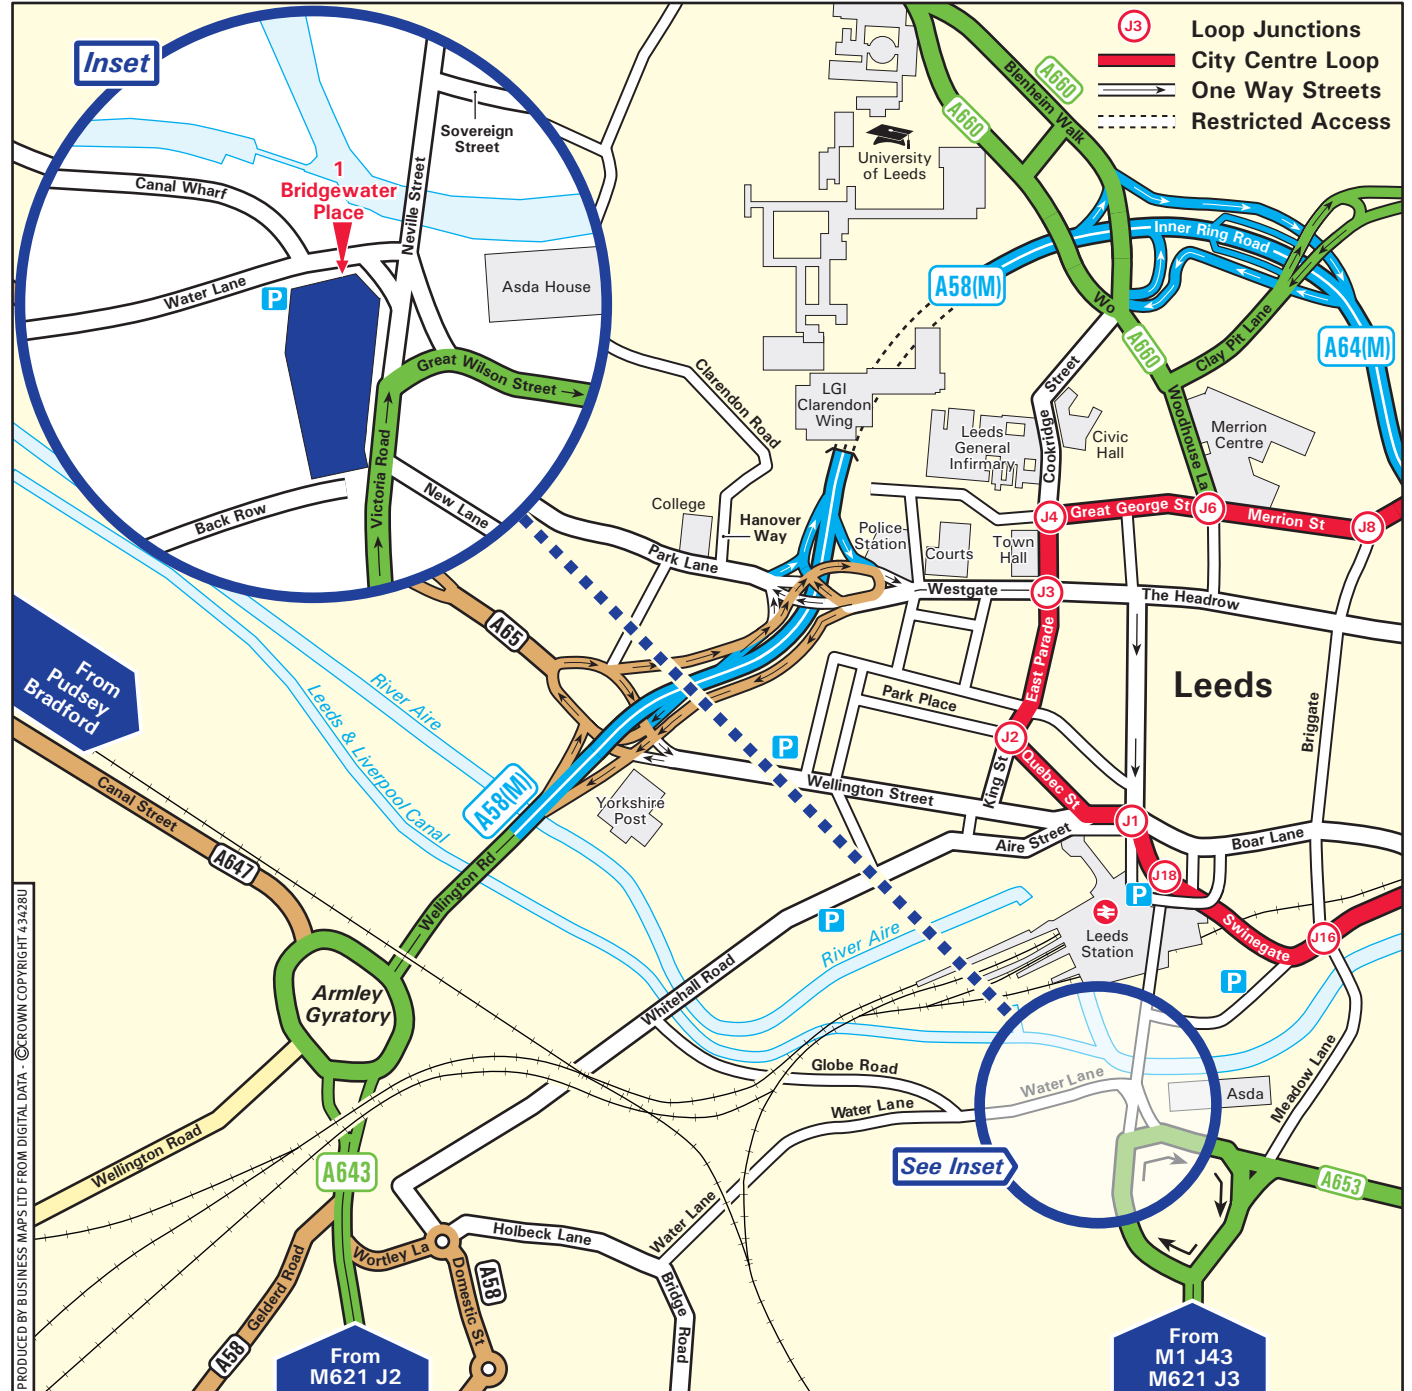 Inset
Sovereign
Street
Canal Wharf
1
Bridgewater
Place
Neville Street
Water Lane
P
Asda House
Great Wilson Street
Victoria Road
New Lane
Back Row
J3
Loop Junctions
City Centre Loop
One Way Streets
Restricted Access
A660
Blenheim Walk
A660
University
of Leeds
Inner Ring Road
A58(M)
Wo
A660
Clay Pit Lane
A64(M)
Clarendon Road
LGI
Clarendon
Wing
Cookridge
Street
Leeds
General
Infirmary
Civic
Hall
Woodhouse La
Merrion
Centre
College
Hanover
Way
Police
Station
Courts
Town
Hall
J4
Great George St
J6
Merrion St
J8
Park Lane
Westgate
J3
The Headrow
A65
East Parade
Leeds
From
Pudsey
Bradford
River Aire
Leeds & Liverpool Canal
Park Place
Briggate
P
J2
King St
Quebec St
Canal Street
A58(M)
Yorkshire
Post
Wellington Street
Aire Street
J1
Boar Lane
A647
Wellington Rd
J18
P
P
River Aire
Leeds
Station
Swinegate
J16
Armley
Gyratory
Whitehall Road
P
Globe Road
Water Lane
Water Lane
Asda
Meadow Lane
Wellington Road
A643
See Inset
A653
Water Lane
Holbeck Lane
Wortley La
Gelderd Road
Domestic St
A58
Bridge
Road
A58
From
M621 J2
From
M1 J43
M621 J3
PRODUCED BY BUSINESS MAPS LTD FROM DIGITAL DATA - ©CROWN COPYRIGHT 43428U